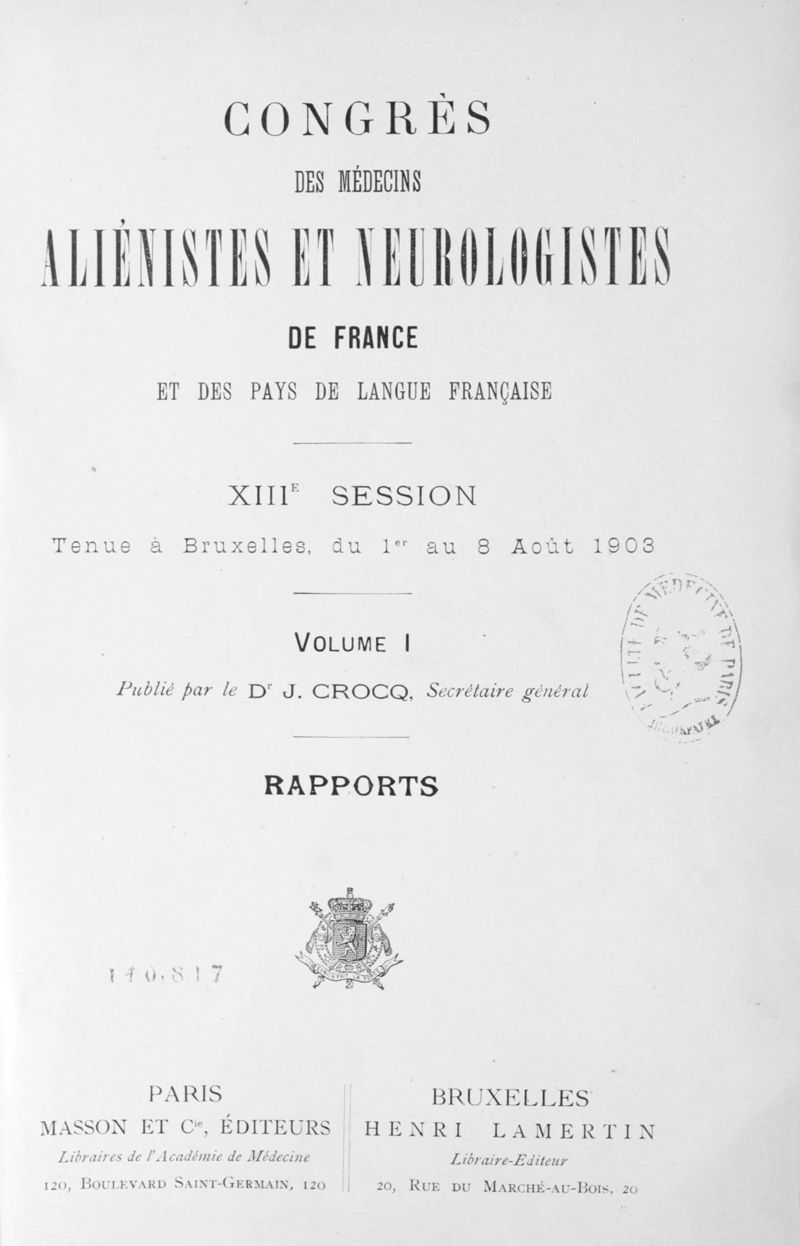 CONGRÈS
DES MÉDECINS
ALIÉNISTES ET NEUROLOGISTES
DE FRANCE
ET DES PAYS DE LANGUE FRANÇAISE
XIIIE SESSION
Tenue à Bruxelles, du 1er au 8 Août 1903
VOLUME I
Publié par le Dr J. CROCQ, Secrétaire général
RAPPORTS
PARIS
MASSON ET Cie, ÉDITEURS
Libraires de l'Académie de Médecine
120, BOULEVARD SAINT-GERMAIN, 120
BRUXELLES
HENRI LAMERTIN
Libraire-Editeur
20, RUE DU MARCHÉ-AU-BOIS, 20